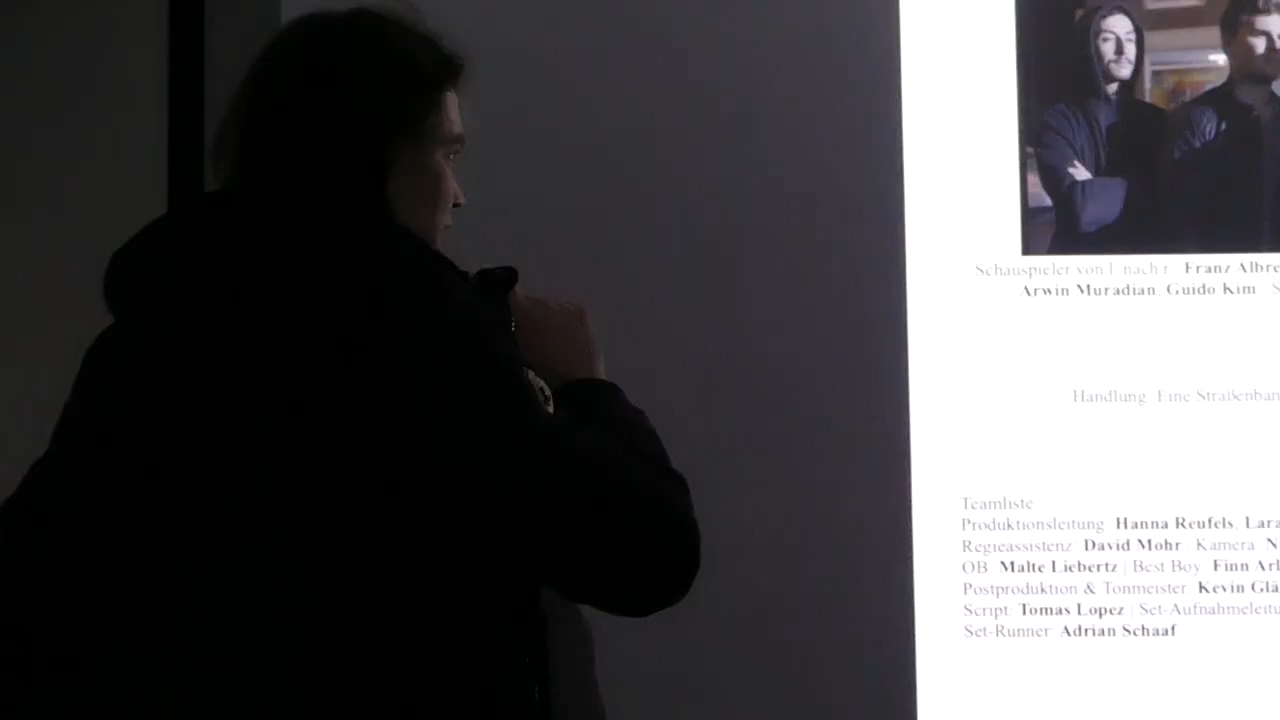 Schauspieler von l. nach r.: Franz Albre
Arwin Muradian, Guido Kim
Handlung: Eine Straßenban
Teamliste
Produktionsleitung: Hanna Reufels, Lara
Regieassistenz: David Mohr | Kamera: N
OB: Malte Liebertz | Best Boy: Finn Arl
Postproduktion & Tonmeister: Kevin Glä
Script: Tomas Lopez | Set-Aufnahmeleitu
Set-Runner: Adrian Schaaf